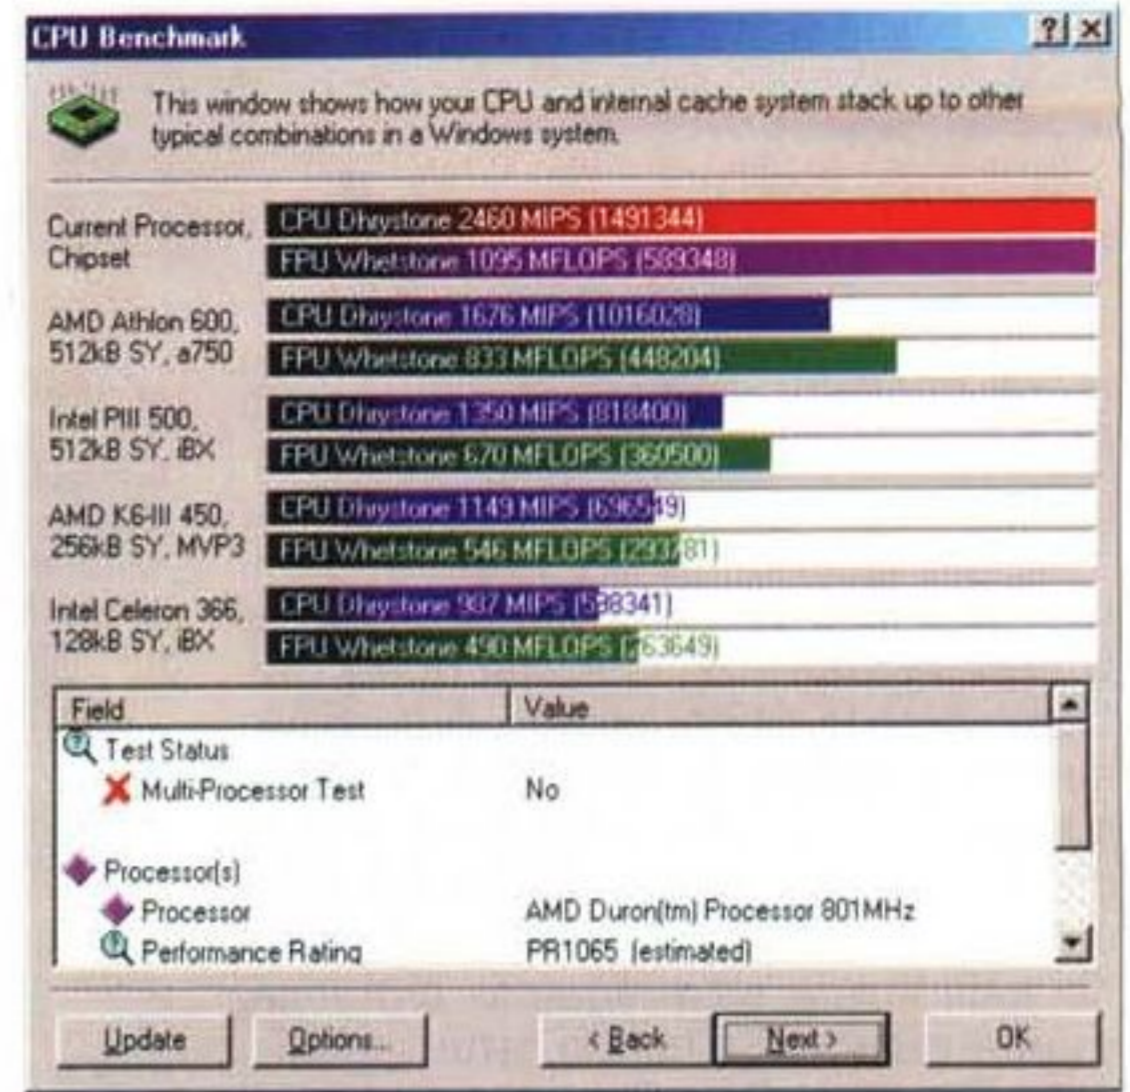 CPU Benchmark
This window shows how your CPU and internal cache system stack up to other
typical combinations in a Windows system.
Current Processor,
Chipset
CPU Dhrystone 2460 MIPS (1491344)
FPU Whetstone 1095 MFLOPS (589348)
AMD Athlon 600,
512kB SY, a750
CPU Dhrystone 1676 MIPS (1016028)
FPU Whetstone 833 MFLOPS (448204)
Intel PIII 500,
512kB SY, iBX
CPU Dhrystone 1350 MIPS (818400)
FPU Whetstone 670 MFLOPS (360500)
AMD K6-III 450,
256kB SY, MVP3
CPU Dhrystone 1149 MIPS (696549)
FPU Whetstone 546 MFLOPS
Intel Celeron 366,
128kB SY, iBX
CPU Dhrystone 987 MIPS (598341)
FPU Whetstone 490 MFLOPS (263649)
Field Value
Test Status
Multi-Processor Test No
Processor(s)
Processor AMD Duron(tm) Processor 801MHz
Performance Rating PR1065 (estimated)
Update Options... < Back Next > OK